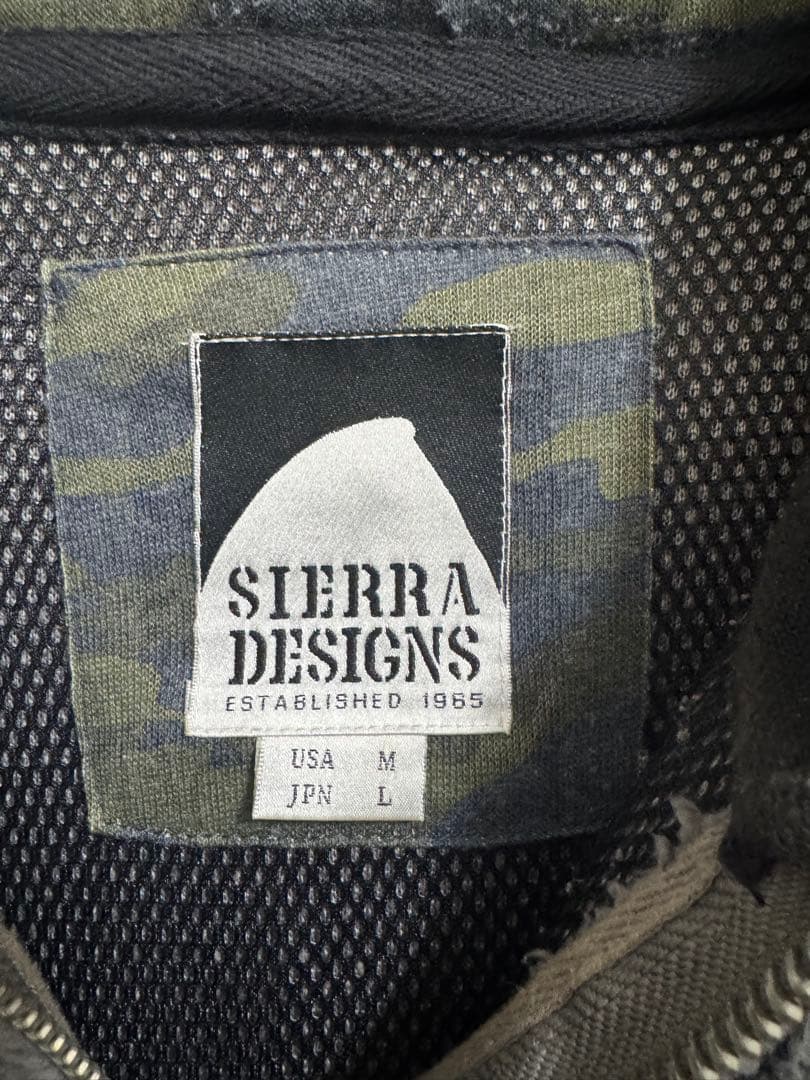 SIERRA
DESIGNS
ESTABLISHED 1965
USA M
JPN L